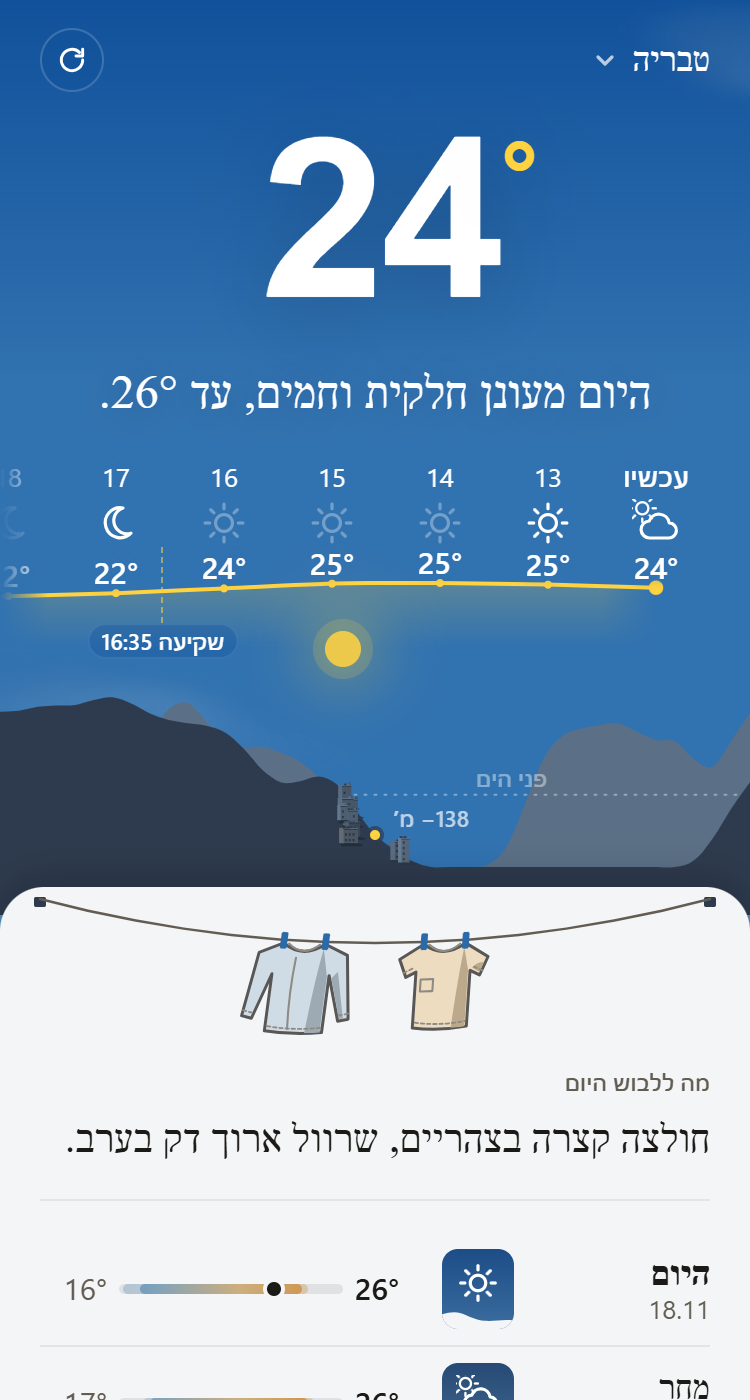 טבריה
24°
היום מעונן חלקית וחמים, עד 26°.
עכשיו 13 14 15 16 17
24° 25° 25° 25° 24° 22°
שקיעה 16:35
פני הים
−138 מ׳
מה ללבוש היום
חולצה קצרה בצהריים, שרוול ארוך דק בערב.
היום 26° 16°
18.11
מחר 26° 17°